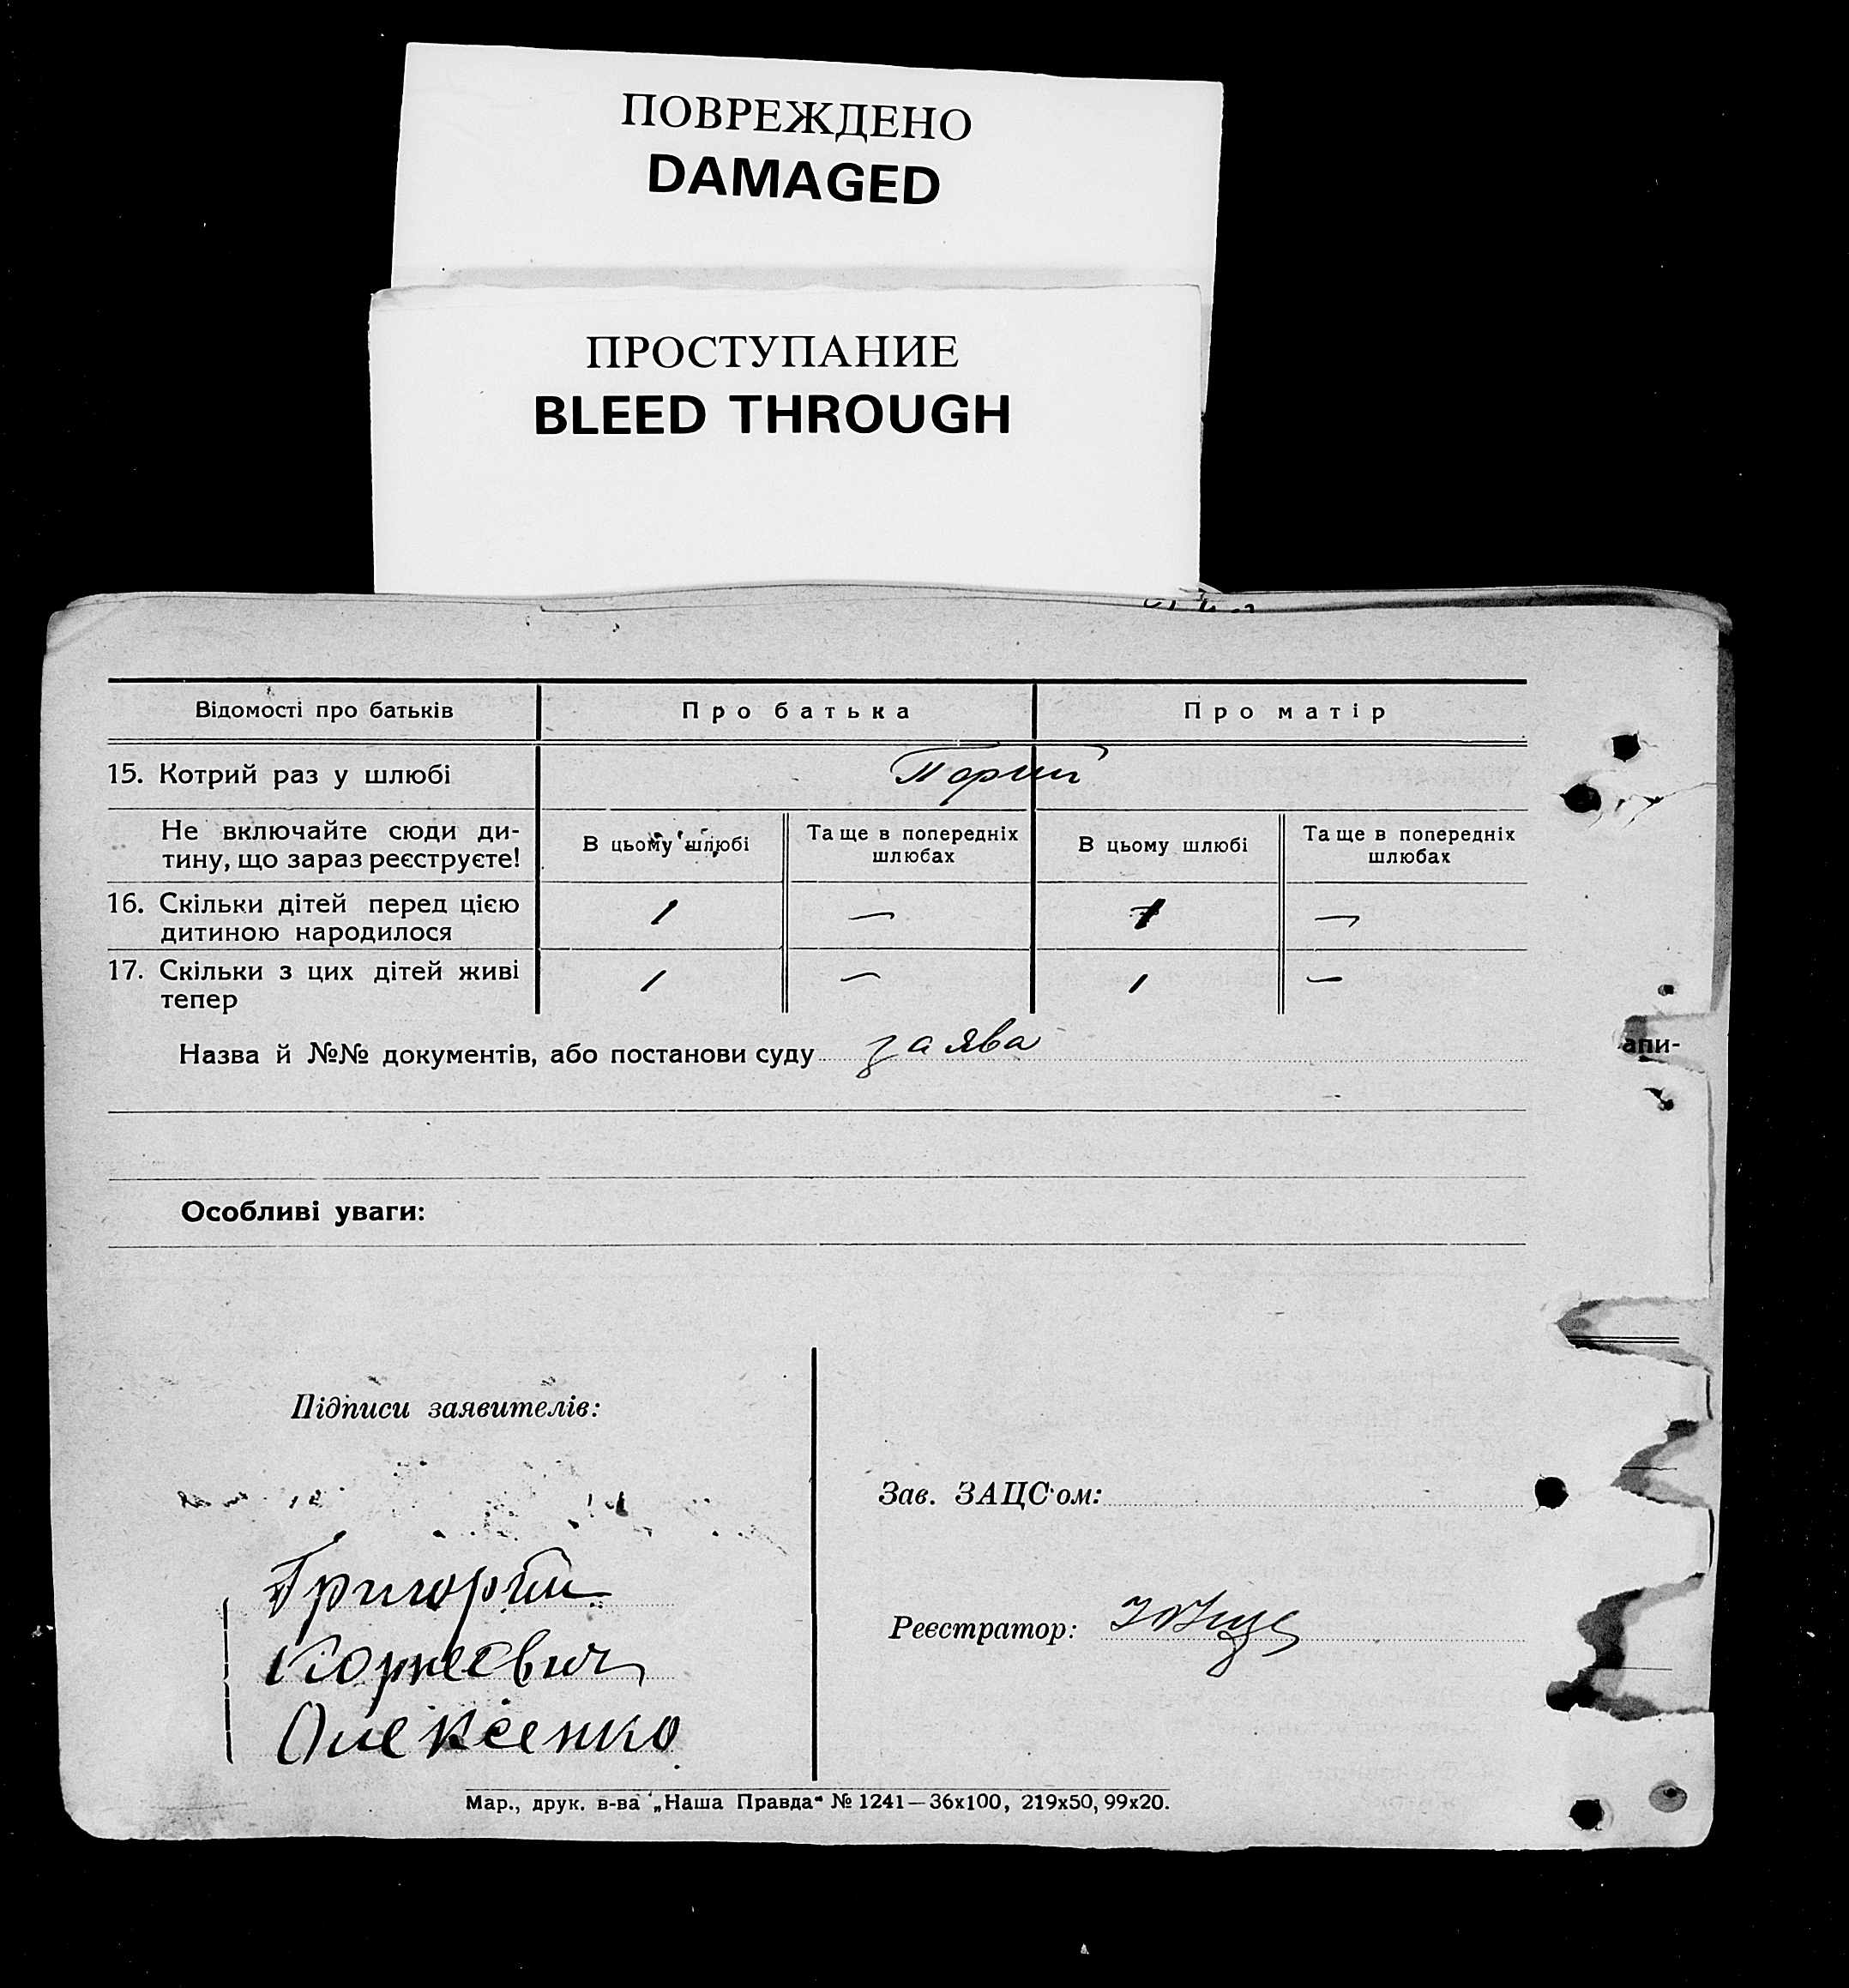 ПОВРЕЖДЕНО
DAMAGED
ПРОСТУПАНИЕ
BLEED THROUGH
Відомості про батьків Про батька Про матір
15. Котрий раз у шлюбі
Не включайте сюди ди-
тину, що зараз реєструєте!
В цьому шлюбі
Та ще в попередніх
шлюбах
В цьому шлюбі
Та ще в попередніх
шлюбах
16. Скільки дітей перед цією
дитиною народилося
1 — 1 —
17. Скільки з цих дітей живі
тепер
1 — 1 —
Назва й №№ документів, або постанови суду заява
апи-
Особливі уваги:
Підписи заявителів:
Григорій
Корнеевич
Олексенко
Зав. ЗАЦС'ом:
Реєстратор:
Мар., друк. в-ва „Наша Правда“ № 1241—36х100, 219х50, 99х20.